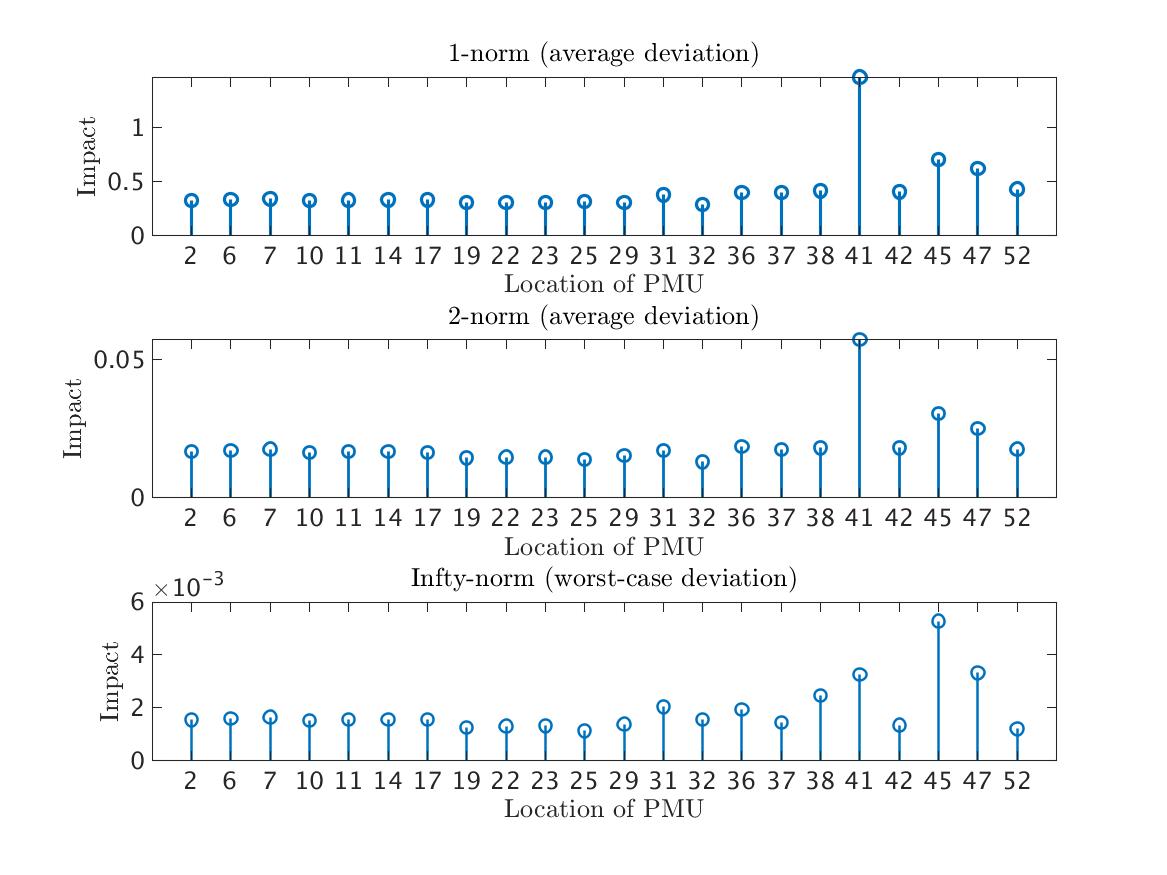 1-norm (average deviation)
Impact
1
0.5
0
2 6 7 10 11 14 17 19 22 23 25 29 31 32 36 37 38 41 42 45 47 52
Location of PMU
2-norm (average deviation)
Impact
0.05
0
2 6 7 10 11 14 17 19 22 23 25 29 31 32 36 37 38 41 42 45 47 52
Location of PMU
Infty-norm (worst-case deviation)
×10⁻³
Impact
6
4
2
0
2 6 7 10 11 14 17 19 22 23 25 29 31 32 36 37 38 41 42 45 47 52
Location of PMU